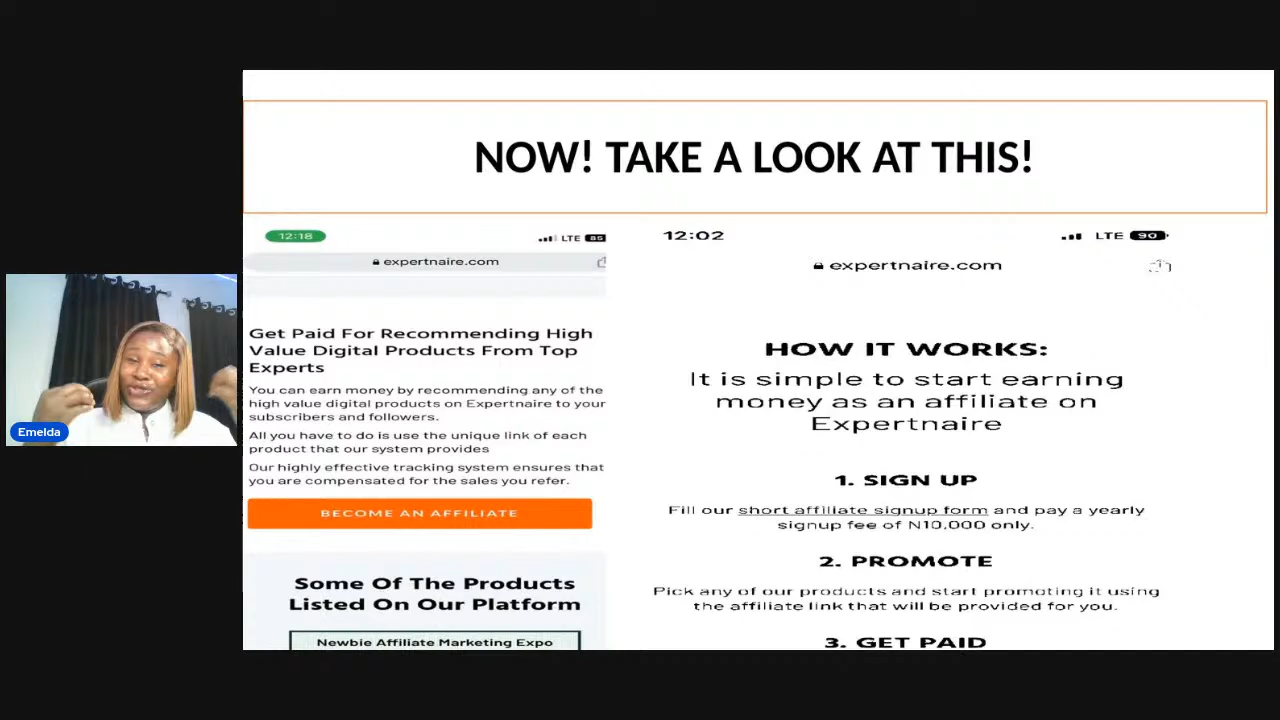 NOW! TAKE A LOOK AT THIS!
12:18
LTE 85
expertnaire.com
Get Paid For Recommending High
Value Digital Products From Top
Experts
You can earn money by recommending any of the
high value digital products on Expertnaire to your
subscribers and followers.
All you have to do is use the unique link of each
product that our system provides
Our highly effective tracking system ensures that
you are compensated for the sales you refer.
BECOME AN AFFILIATE
Some Of The Products
Listed On Our Platform
Newbie Affiliate Marketing Expo
12:02
LTE 90
expertnaire.com
HOW IT WORKS:
It is simple to start earning
money as an affiliate on
Expertnaire
1. SIGN UP
Fill our short affiliate signup form and pay a yearly
signup fee of N10,000 only.
2. PROMOTE
Pick any of our products and start promoting it using
the affiliate link that will be provided for you.
3. GET PAID
Emelda